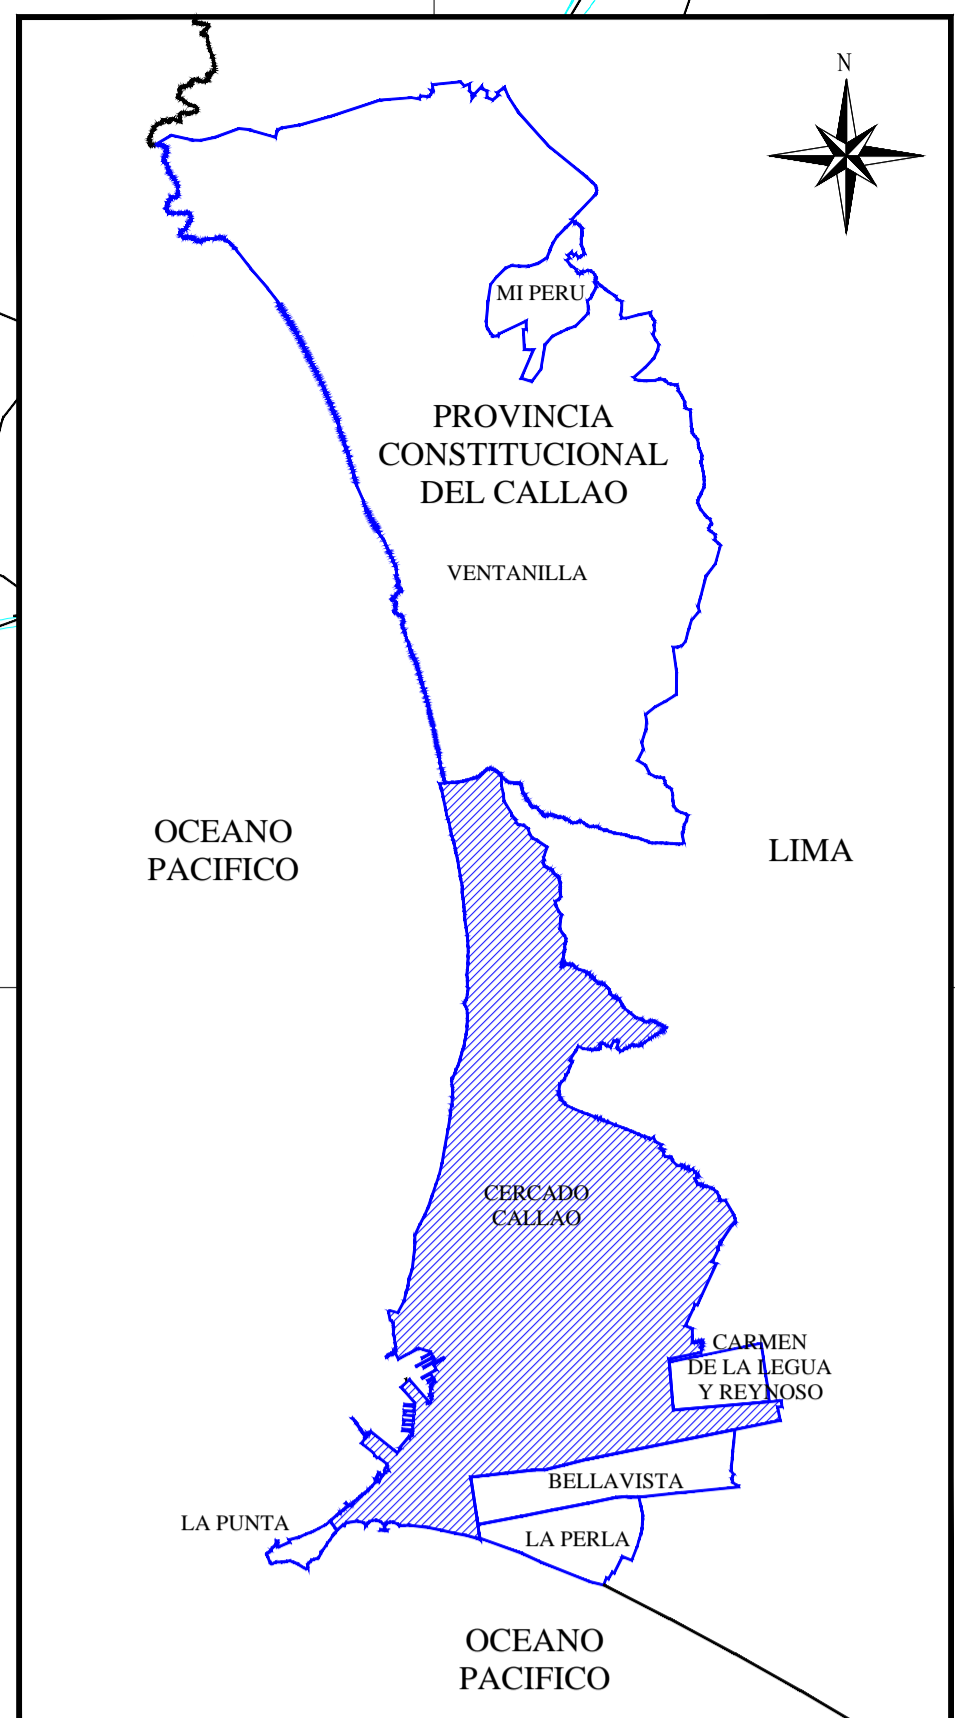 N
MI PERU
PROVINCIA
CONSTITUCIONAL
DEL CALLAO
VENTANILLA
OCEANO
PACIFICO
LIMA
CERCADO
CALLAO
CARMEN
DE LA LEGUA
Y REYNOSO
BELLAVISTA
LA PUNTA
LA PERLA
OCEANO
PACIFICO